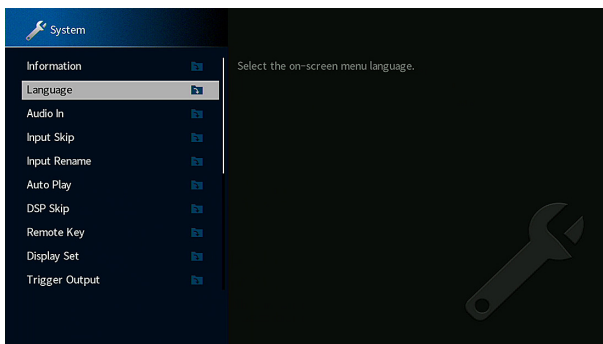 System
Information
Language
Select the on-screen menu language.
Audio In
Input Skip
Input Rename
Auto Play
DSP Skip
Remote Key
Display Set
Trigger Output